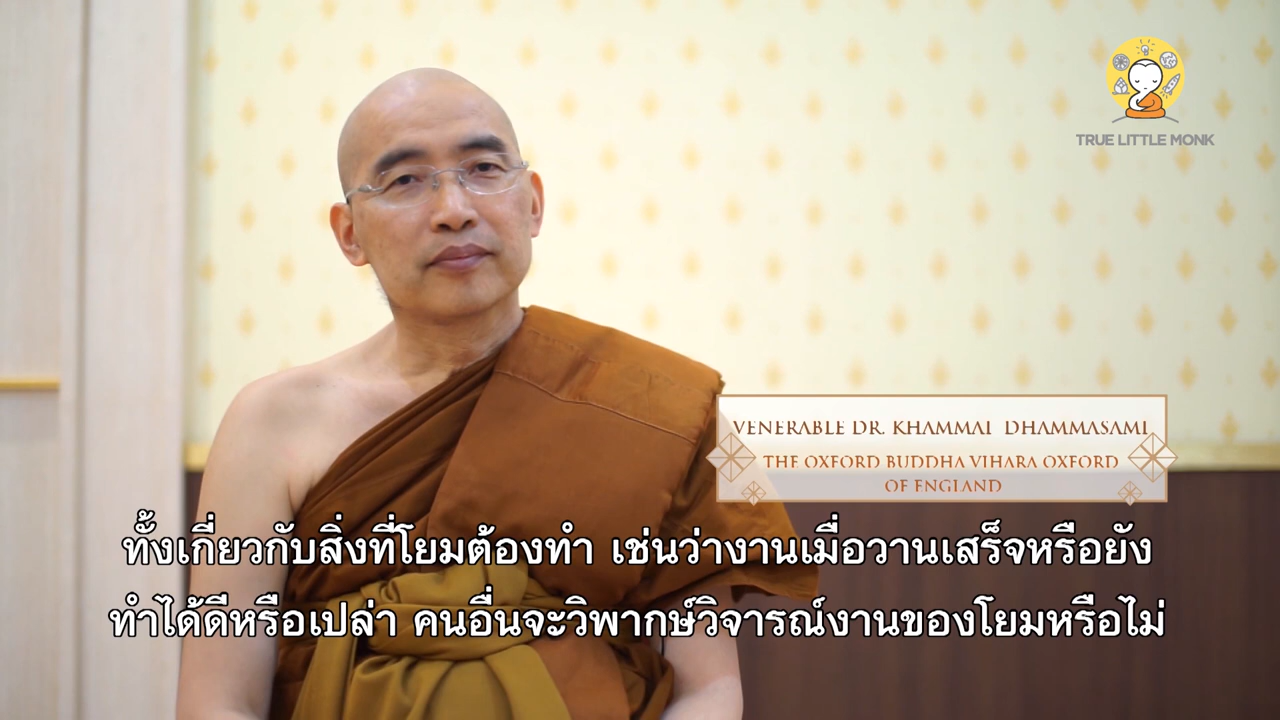 TRUE LITTLE MONK
VENERABLE DR. KHAMMAI DHAMMASAMI
THE OXFORD BUDDHA VIHARA OXFORD
OF ENGLAND
ทั้งเกี่ยวกับสิ่งที่โยมต้องทำ เช่นว่างานเมื่อวานเสร็จหรือยัง
ทำได้ดีหรือเปล่า คนอื่นจะวิพากษ์วิจารณ์งานของโยมหรือไม่